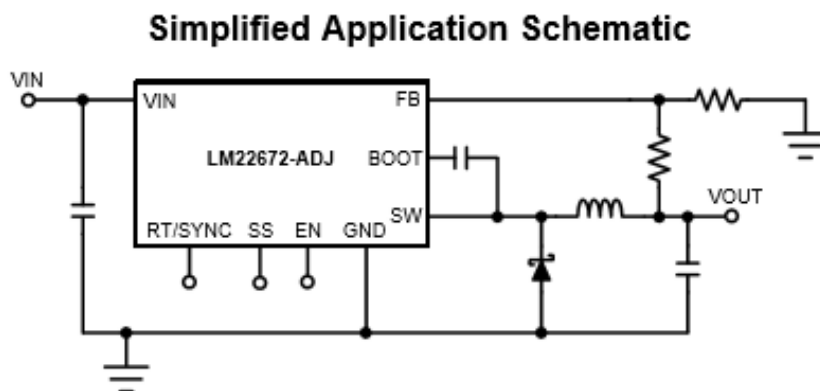 Simplified Application Schematic
VIN
VIN
FB
LM22672-ADJ
BOOT
SW
VOUT
RT/SYNC SS EN GND